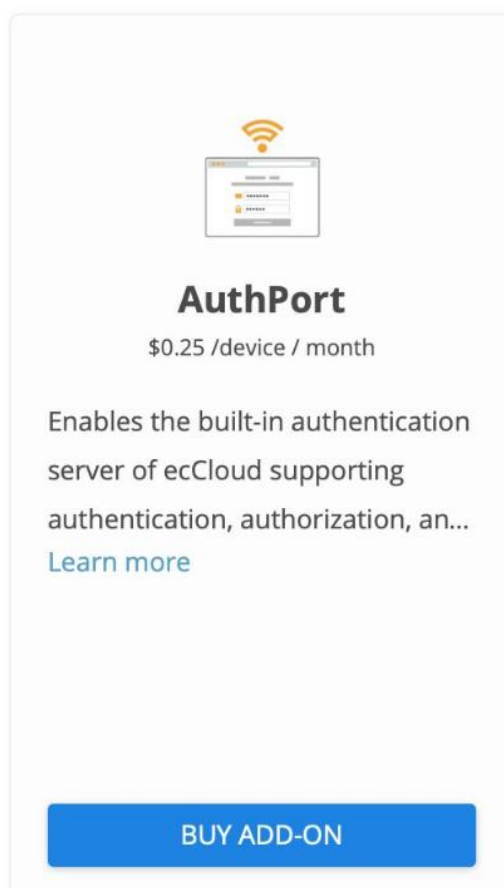 AuthPort
$0.25 /device / month
Enables the built-in authentication
server of ecCloud supporting
authentication, authorization, an...
Learn more
BUY ADD-ON